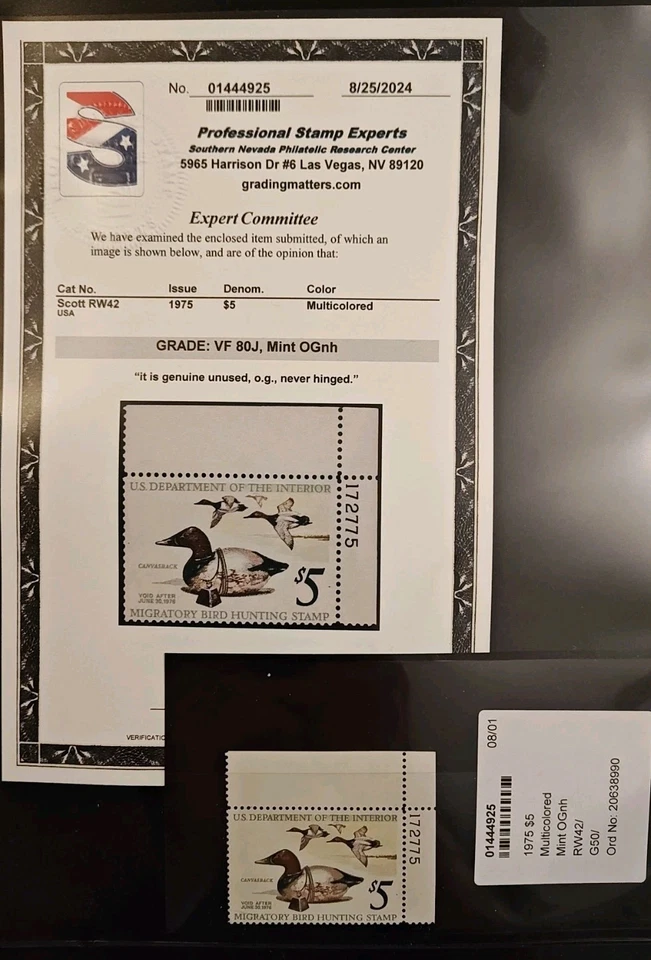 No. 01444925 8/25/2024
Professional Stamp Experts
Southern Nevada Philatelic Research Center
5965 Harrison Dr #6 Las Vegas, NV 89120
gradingmatters.com
Expert Committee
We have examined the enclosed item submitted, of which an
image is shown below, and are of the opinion that:
Cat No. Issue Denom. Color
Scott RW42 1975 $5 Multicolored
USA
GRADE: VF 80J, Mint OGnh
“it is genuine unused, o.g., never hinged.”
U.S. DEPARTMENT OF THE INTERIOR
172775
CANVASBACK
$5
VOID AFTER
JUNE 30, 1976
MIGRATORY BIRD HUNTING STAMP
U.S. DEPARTMENT OF THE INTERIOR
172775
CANVASBACK
$5
VOID AFTER
JUNE 30, 1976
MIGRATORY BIRD HUNTING STAMP
01444925 08/01
1975 $5
Multicolored
Mint OGnh
RW42/
G50/
Ord No: 20638990